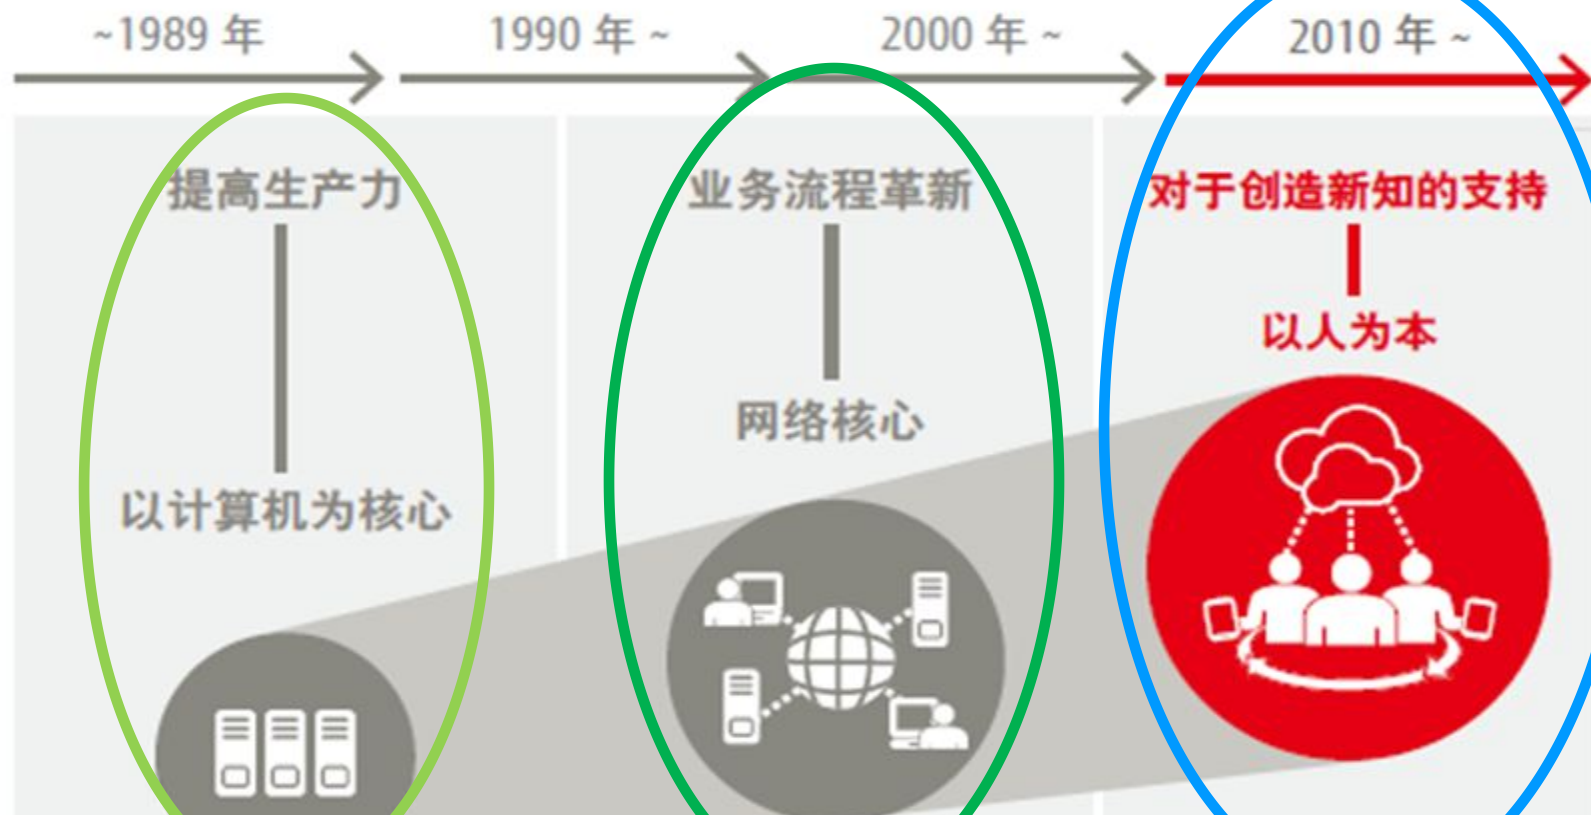 ~1989 年
1990 年 ~
2000 年 ~
2010 年 ~
提高生产力
以计算机为核心
业务流程革新
网络核心
对于创造新知的支持
以人为本